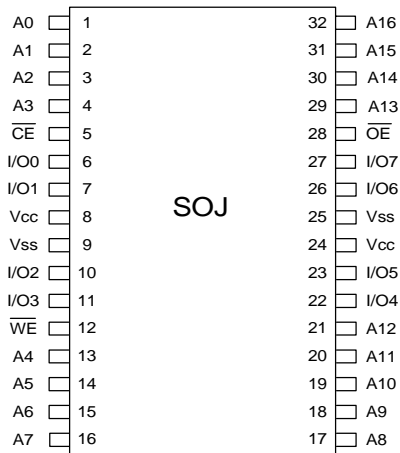 A0 1 32 A16
A1 2 31 A15
A2 3 30 A14
A3 4 29 A13
C̅E̅ 5 28 O̅E̅
I/O0 6 27 I/O7
I/O1 7 26 I/O6
Vcc 8 SOJ 25 Vss
Vss 9 24 Vcc
I/O2 10 23 I/O5
I/O3 11 22 I/O4
W̅E̅ 12 21 A12
A4 13 20 A11
A5 14 19 A10
A6 15 18 A9
A7 16 17 A8